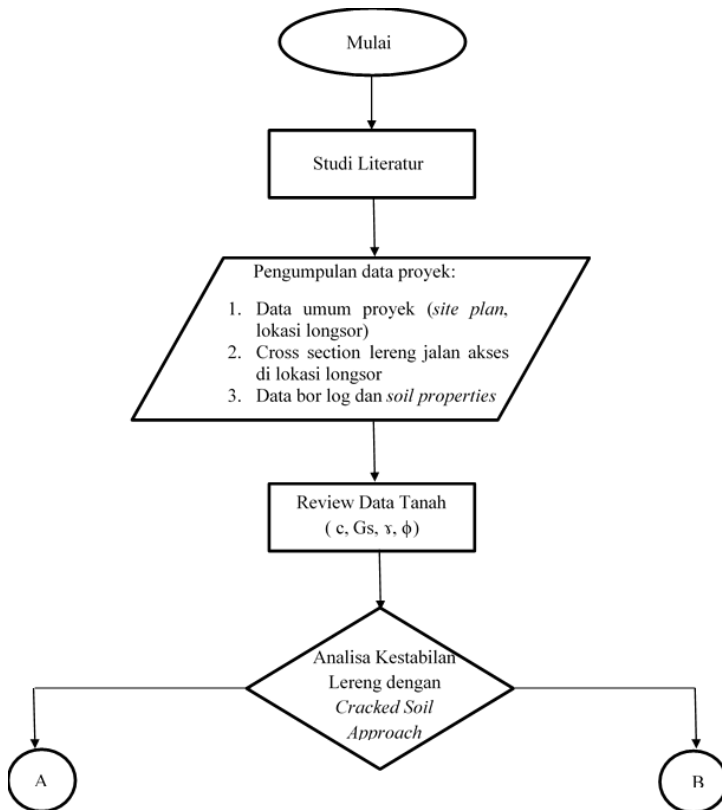 Mulai
Studi Literatur
Pengumpulan data proyek:
1. Data umum proyek (site plan,
lokasi longsor)
2. Cross section lereng jalan akses
di lokasi longsor
3. Data bor log dan soil properties
Review Data Tanah
( c, Gs, ɤ, ϕ)
Analisa Kestabilan
Lereng dengan
Cracked Soil
Approach
A
B